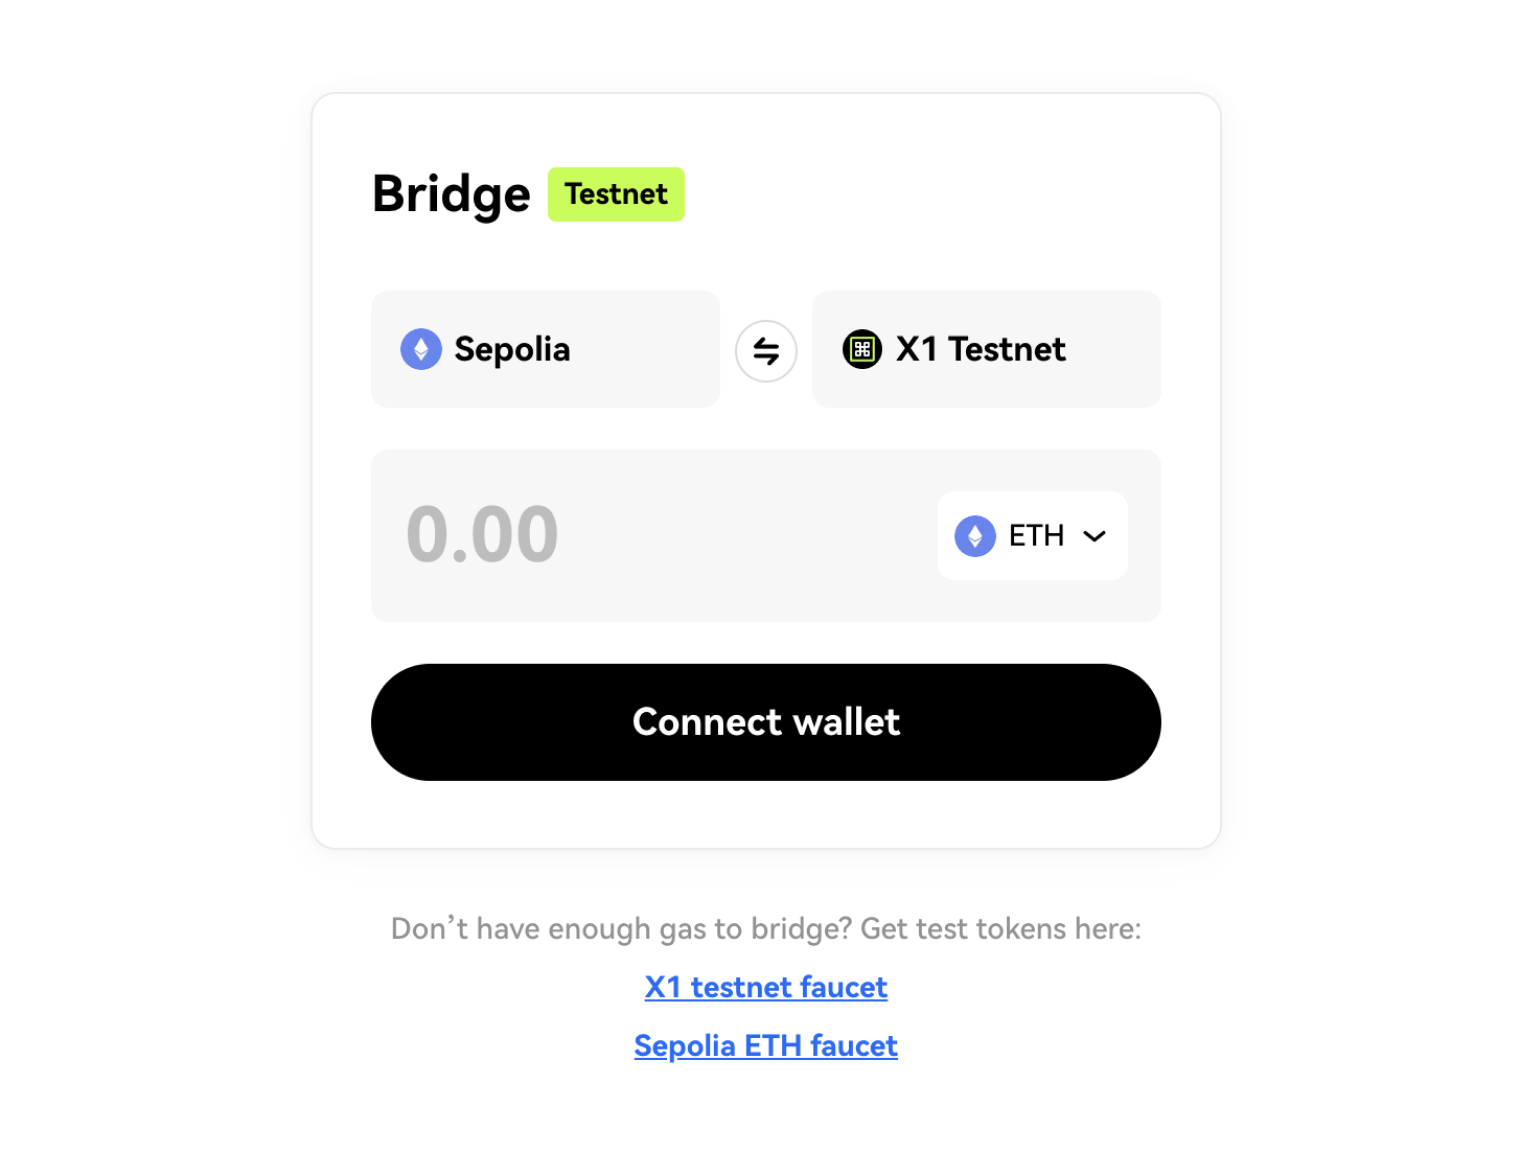 Bridge Testnet
Sepolia X1 Testnet
0.00 ETH
Connect wallet
Don’t have enough gas to bridge? Get test tokens here:
X1 testnet faucet
Sepolia ETH faucet